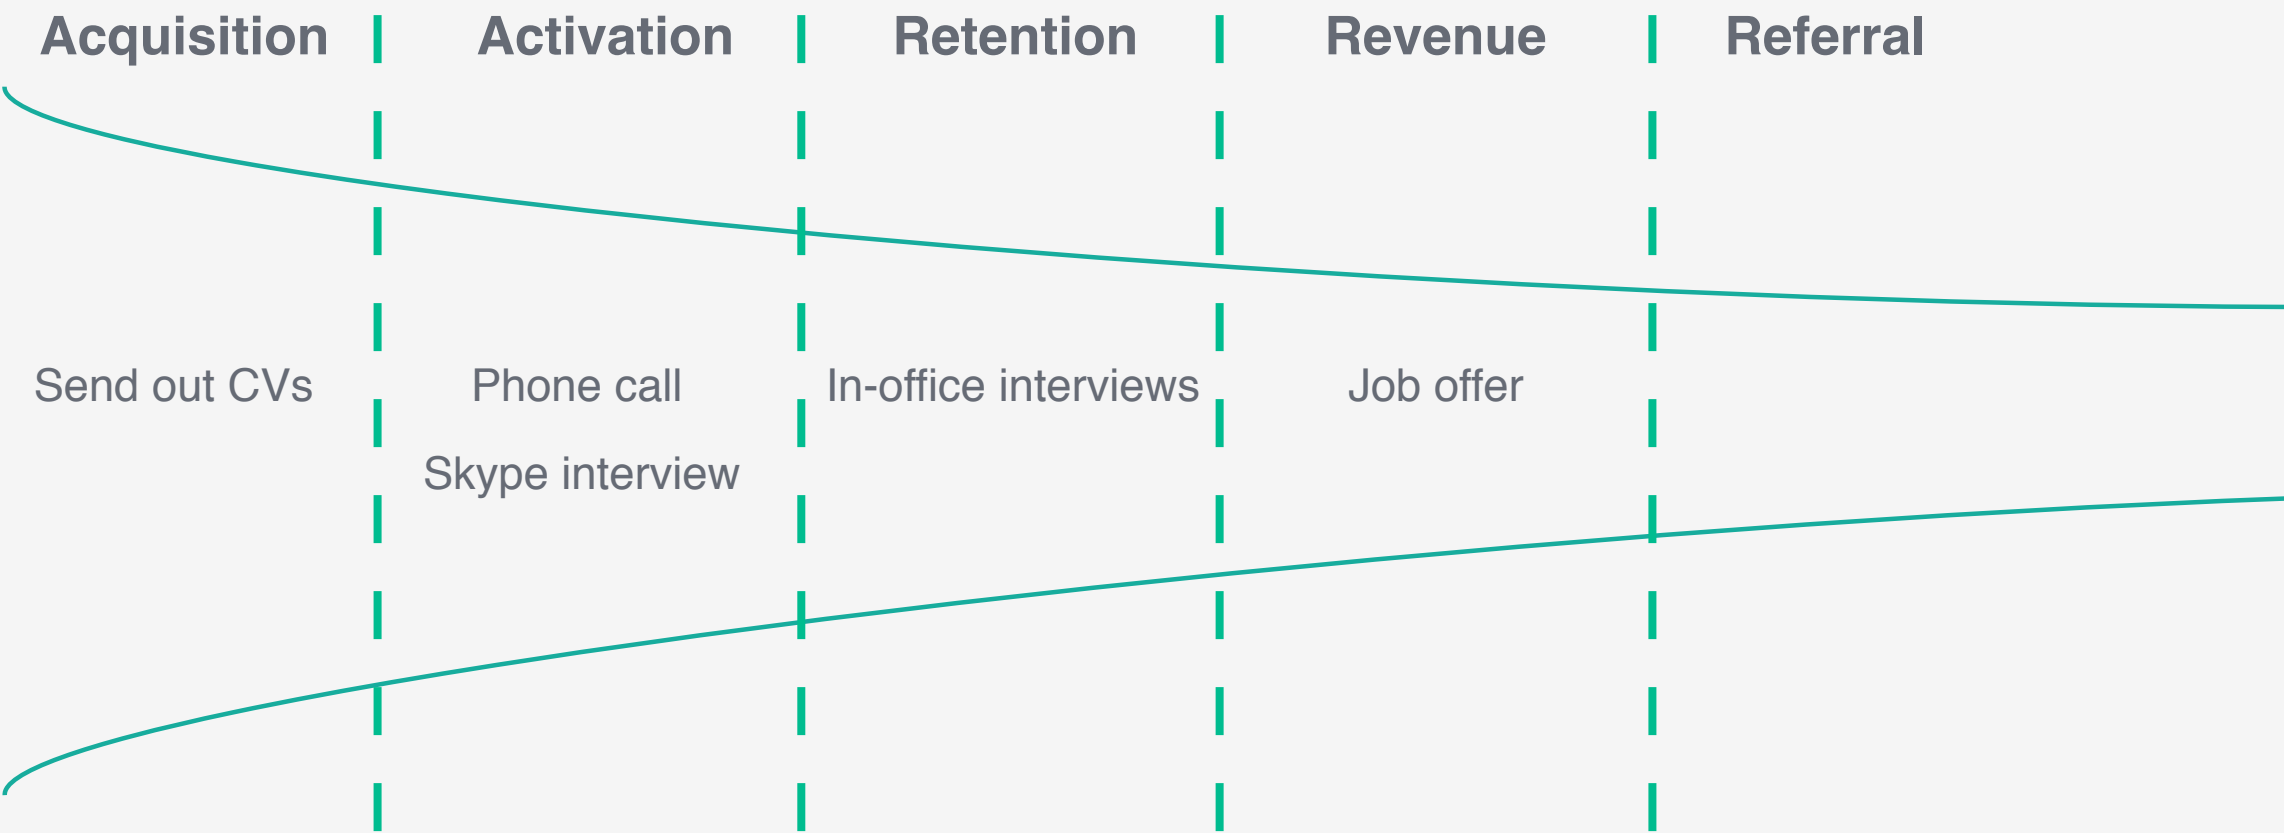 Acquisition
Activation
Retention
Revenue
Referral
Send out CVs
Phone call
In-office interviews
Job offer
Skype interview